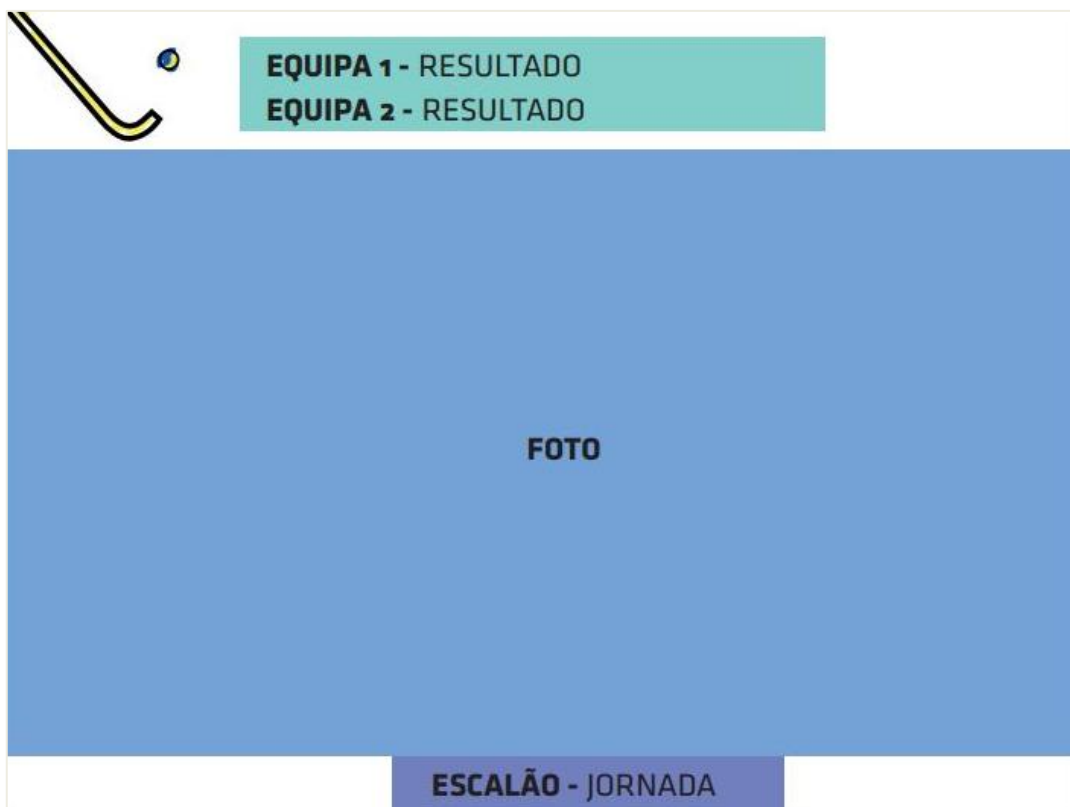 EQUIPA 1 - RESULTADO
EQUIPA 2 - RESULTADO
FOTO
ESCALÃO - JORNADA